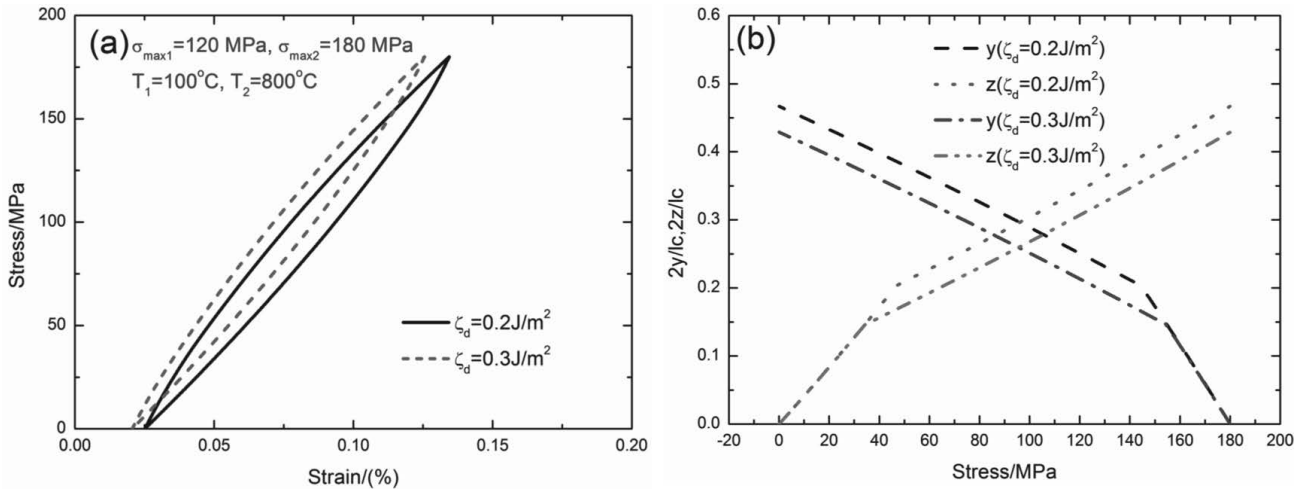 (a)
σmax1=120 MPa, σmax2=180 MPa
T1=100°C, T2=800°C
200
150
100
50
0
Stress/MPa
ζd=0.2J/m²
ζd=0.3J/m²
0.00 0.05 0.10 0.15 0.20
Strain/(%)
(b)
y(ζd=0.2J/m²)
z(ζd=0.2J/m²)
y(ζd=0.3J/m²)
z(ζd=0.3J/m²)
0.6
0.5
0.4
0.3
0.2
0.1
0.0
2y/lc,2z/lc
-20 0 20 40 60 80 100 120 140 160 180 200
Stress/MPa